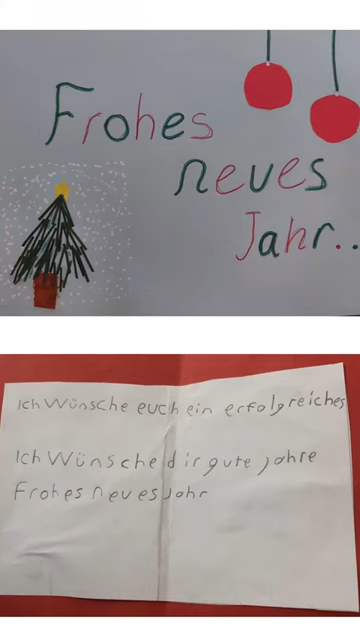 Frohes
neues
Jahr..
Ich Wünsche euch ein erfolgreiches
Ich Wünsche dir gute jahre
Frohes neues Jahr